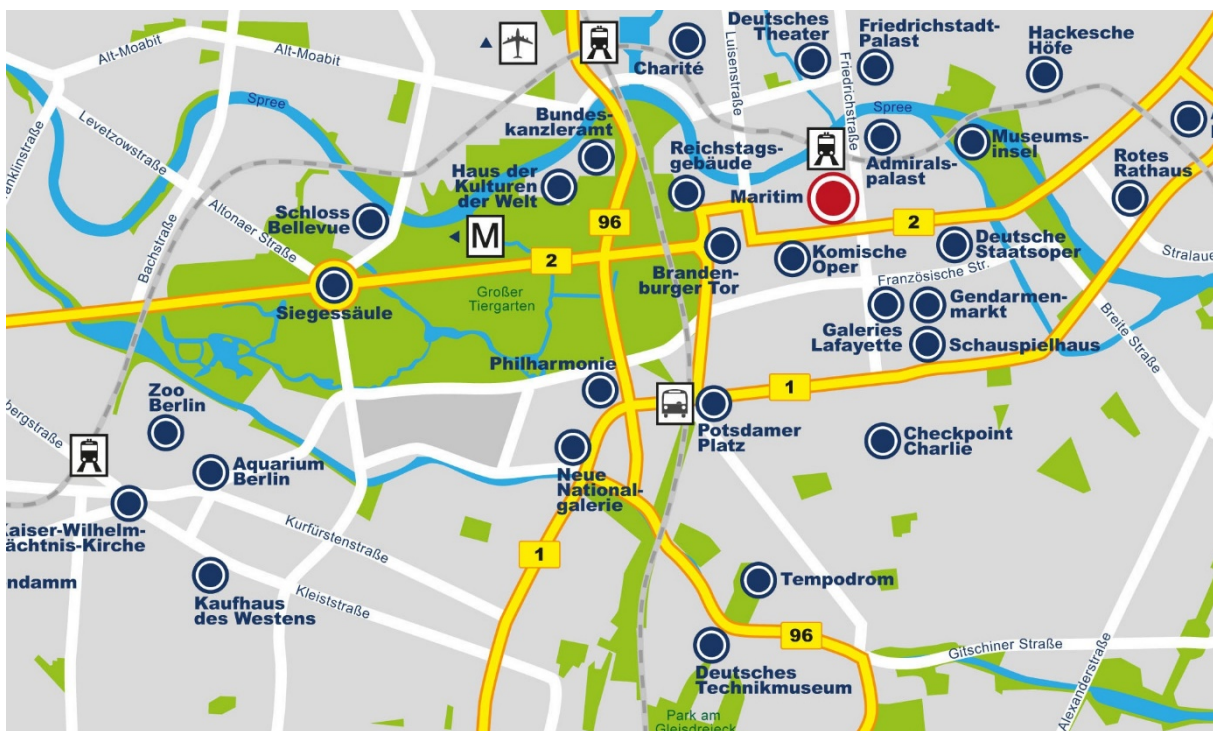 Alt-Moabit
Alt-Moabit
Spree
Levetzowstraße
Altonaer Straße
Bachstraße
Schloss
Bellevue
Siegessäule
Bundes-
kanzleramt
Haus der
Kulturen
der Welt
M
Charité
Luisenstraße
Deutsches
Theater
Friedrichstadt-
Palast
Friedrichstraße
Hackesche
Höfe
Spree
Reichstags-
gebäude
Maritim
Admirals-
palast
Museums-
insel
Rotes
Rathaus
96
2
2
Branden-
burger Tor
Komische
Oper
Deutsche
Staatsoper
Französische Str.
Großer
Tiergarten
Galeries
Lafayette
Gendarmen-
markt
Schauspielhaus
Breite Straße
Philharmonie
1
Potsdamer
Platz
Checkpoint
Charlie
Zoo
Berlin
Aquarium
Berlin
Neue
National-
galerie
Kurfürstenstraße
1
Kaufhaus
des Westens
Kleiststraße
Tempodrom
96
Deutsches
Technikmuseum
Gitschiner Straße
Alexanderstraße
Park am
Gleisdreieck